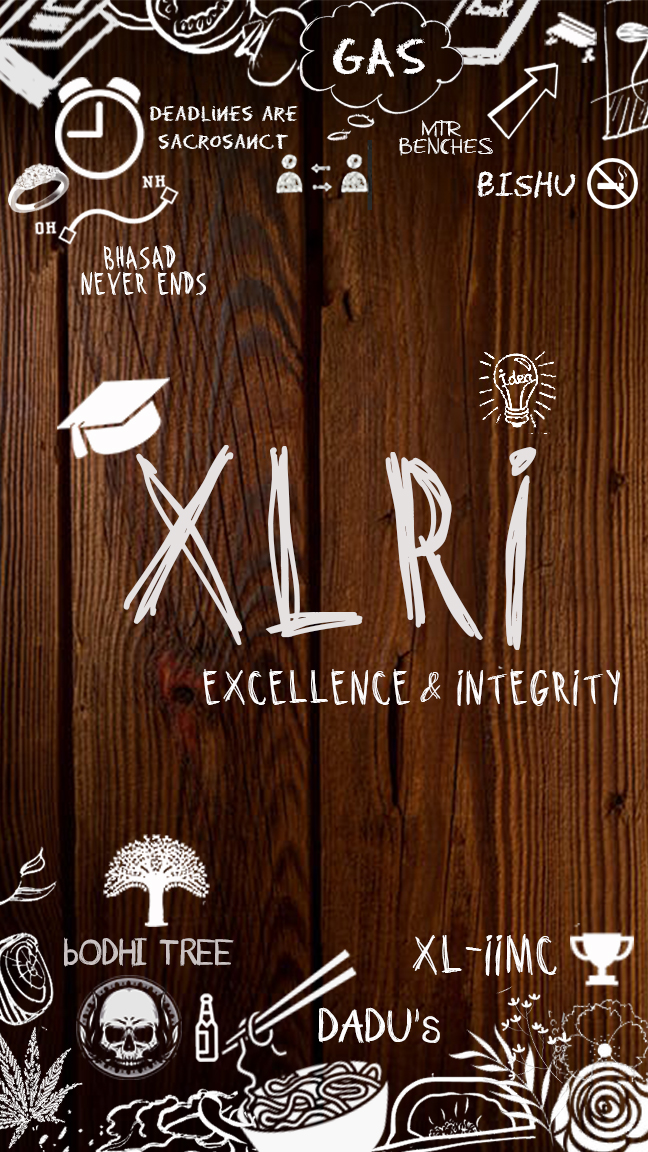 GAS
DEADLINES ARE
SACROSANCT
MTR
BENCHES
BISHU
NH
OH
BHASAD
NEVER ENDS
idea
XLRi
EXCELLENCE & iNTEGRiTY
bODHI TREE
XL-iiMC
DADU's